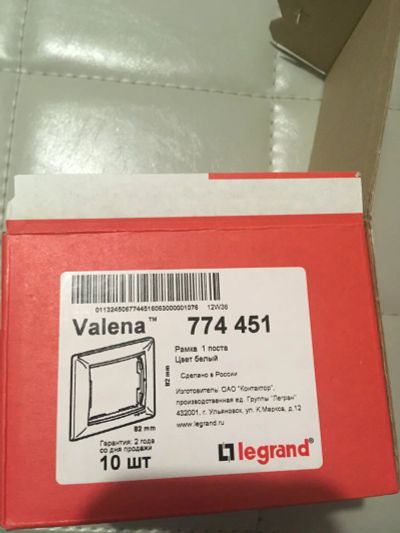 01132450677445160630000001076 12W36
Valena™ 774 451
Рамка 1 поста
Цвет белый
Сделано в России
Изготовитель: ОАО "Контактор",
производственная ед. Группы "Легран"
432001, г. Ульяновск, ул. К.Маркса, д.12
www.legrand.ru
82 mm
82 mm
Гарантия: 2 года
со дня продажи
10 шт
legrand®